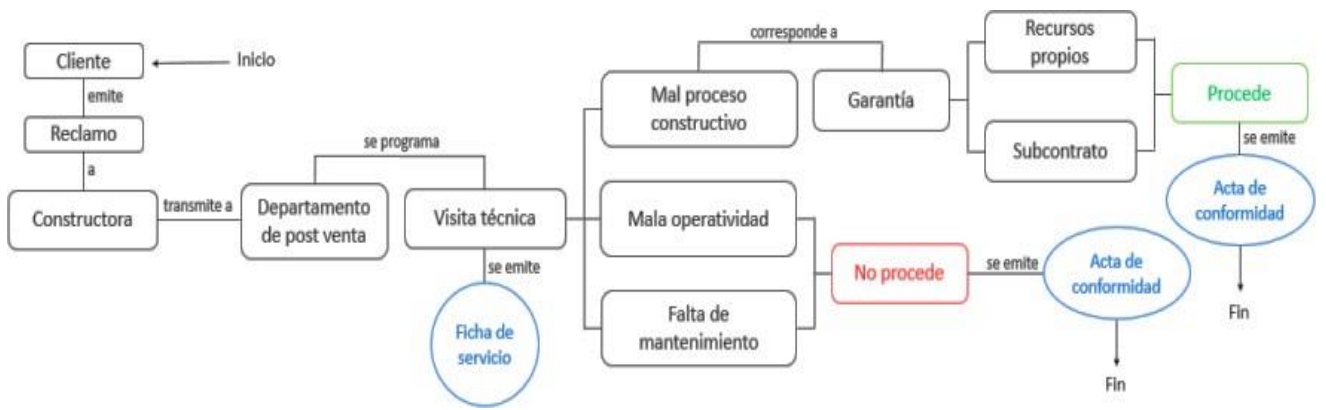 Cliente
Inicio
emite
Reclamo
a
Constructora
transmite a
Departamento
de post venta
se programa
Visita técnica
se emite
Ficha de
servicio
Mal proceso
constructivo
corresponde a
Garantía
Recursos
propios
Subcontrato
Procede
se emite
Acta de
conformidad
Fin
Mala operatividad
Falta de
mantenimiento
No procede
se emite
Acta de
conformidad
Fin